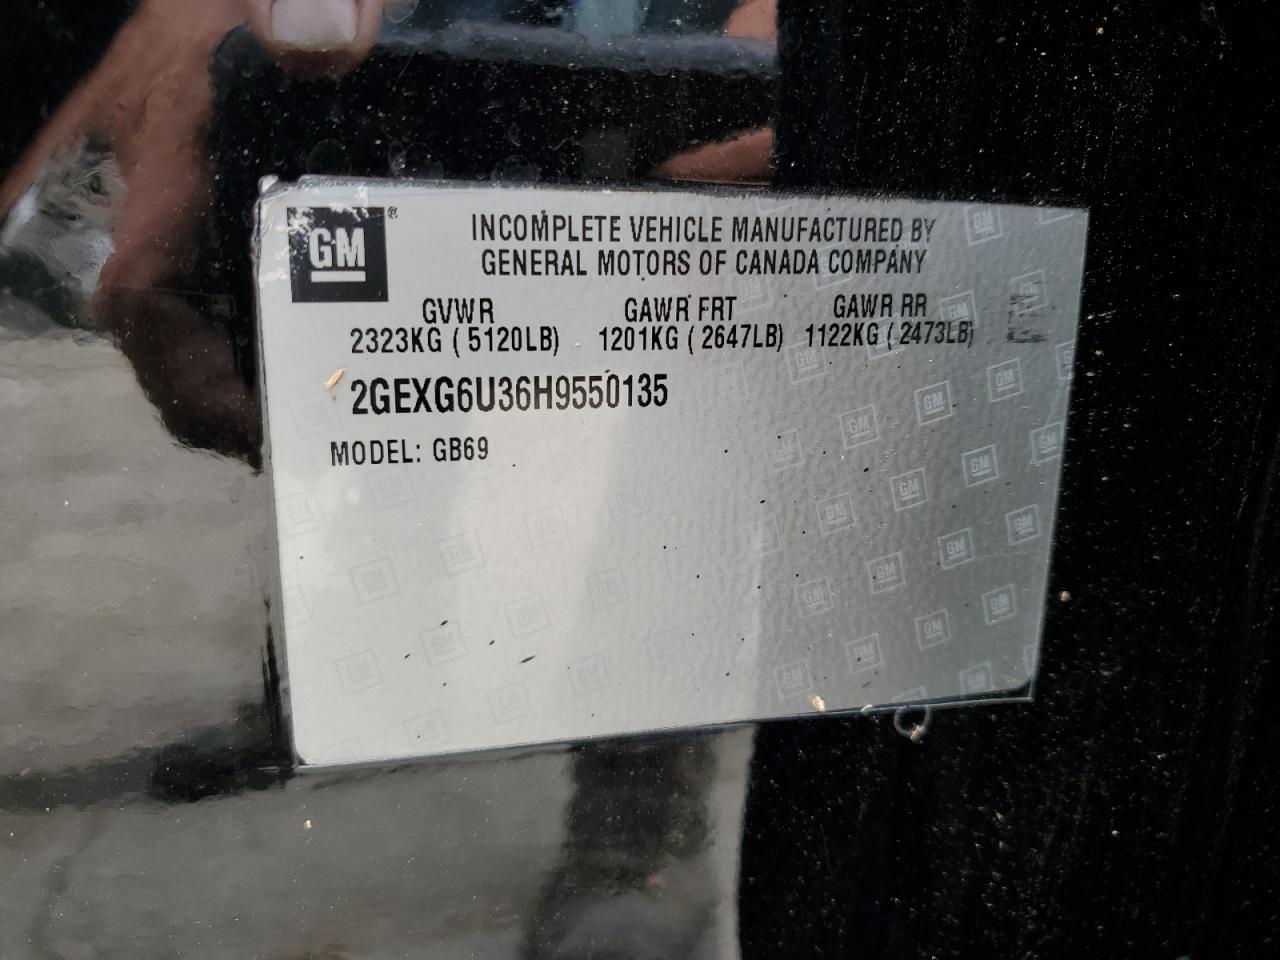 GM®
INCOMPLETE VEHICLE MANUFACTURED BY
GENERAL MOTORS OF CANADA COMPANY
GVWR GAWR FRT GAWR RR
2323KG (5120LB) 1201KG (2647LB) 1122KG (2473LB)
2GEXG6U36H9550135
MODEL: GB69